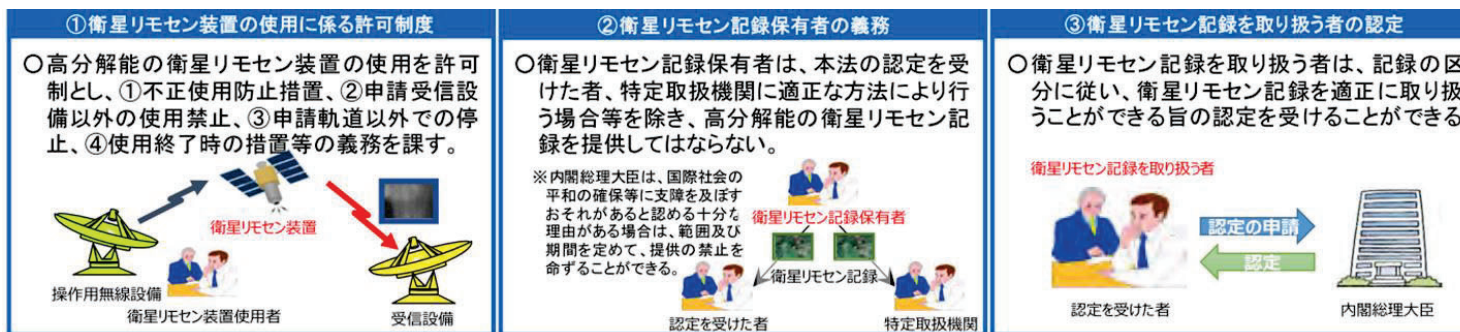 ①衛星リモセン装置の使用に係る許可制度
○高分解能の衛星リモセン装置の使用を許可
制とし、①不正使用防止措置、②申請受信設
備以外の使用禁止、③申請軌道以外での停
止、④使用終了時の措置等の義務を課す。
衛星リモセン装置
操作用無線設備
衛星リモセン装置使用者
受信設備
②衛星リモセン記録保有者の義務
○衛星リモセン記録保有者は、本法の認定を受
けた者、特定取扱機関に適正な方法により行
う場合等を除き、高分解能の衛星リモセン記
録を提供してはならない。
※内閣総理大臣は、国際社会の
平和の確保等に支障を及ぼす
おそれがあると認める十分な
理由がある場合は、範囲及び
期間を定めて、提供の禁止を
命ずることができる。
衛星リモセン記録保有者
衛星リモセン記録
認定を受けた者
特定取扱機関
③衛星リモセン記録を取り扱う者の認定
○衛星リモセン記録を取り扱う者は、記録の区
分に従い、衛星リモセン記録を適正に取り扱
うことができる旨の認定を受けることができる
衛星リモセン記録を取り扱う者
認定の申請
認定
認定を受けた者
内閣総理大臣